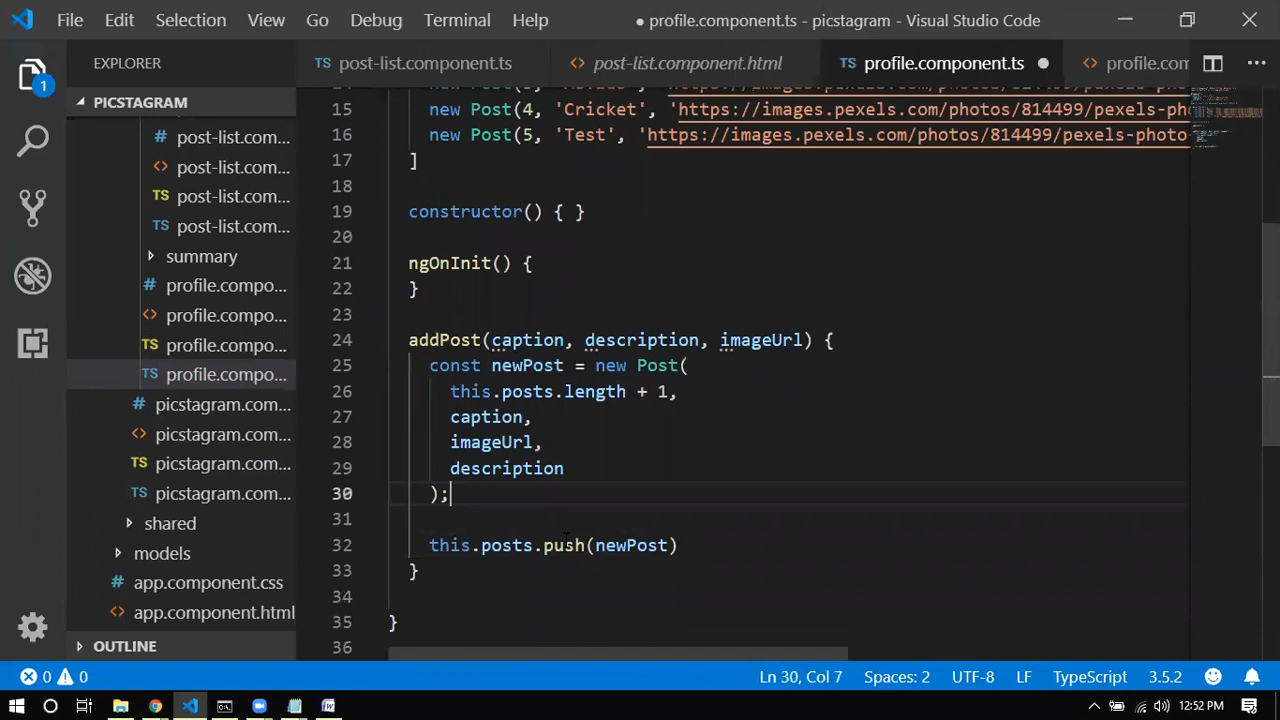 File Edit Selection View Go Debug Terminal Help ● profile.component.ts - picstagram - Visual Studio Code
EXPLORER
TS post-list.component.ts
<> post-list.component.html
TS profile.component.ts ●
<> profile.com
1
PICSTAGRAM
# post-list.com...
<> post-list.com...
TS post-list.com...
TS post-list.com...
summary
# profile.compo...
<> profile.compo...
TS profile.compo...
TS profile.compo...
# picstagram.com...
<> picstagram.com...
TS picstagram.com...
TS picstagram.com...
shared
models
# app.component.css
<> app.component.html
OUTLINE
15 new Post(4, 'Cricket', 'https://images.pexels.com/photos/814499/pexels-ph
16 new Post(5, 'Test', 'https://images.pexels.com/photos/814499/pexels-photo-
17 ]
18
19 constructor() { }
20
21 ngOnInit() {
22 }
23
24 addPost(caption, description, imageUrl) {
25 const newPost = new Post(
26 this.posts.length + 1,
27 caption,
28 imageUrl,
29 description
30 );
31
32 this.posts.push(newPost)
33 }
34
35 }
36
0 0 Ln 30, Col 7 Spaces: 2 UTF-8 LF TypeScript 3.5.2
12:52 PM